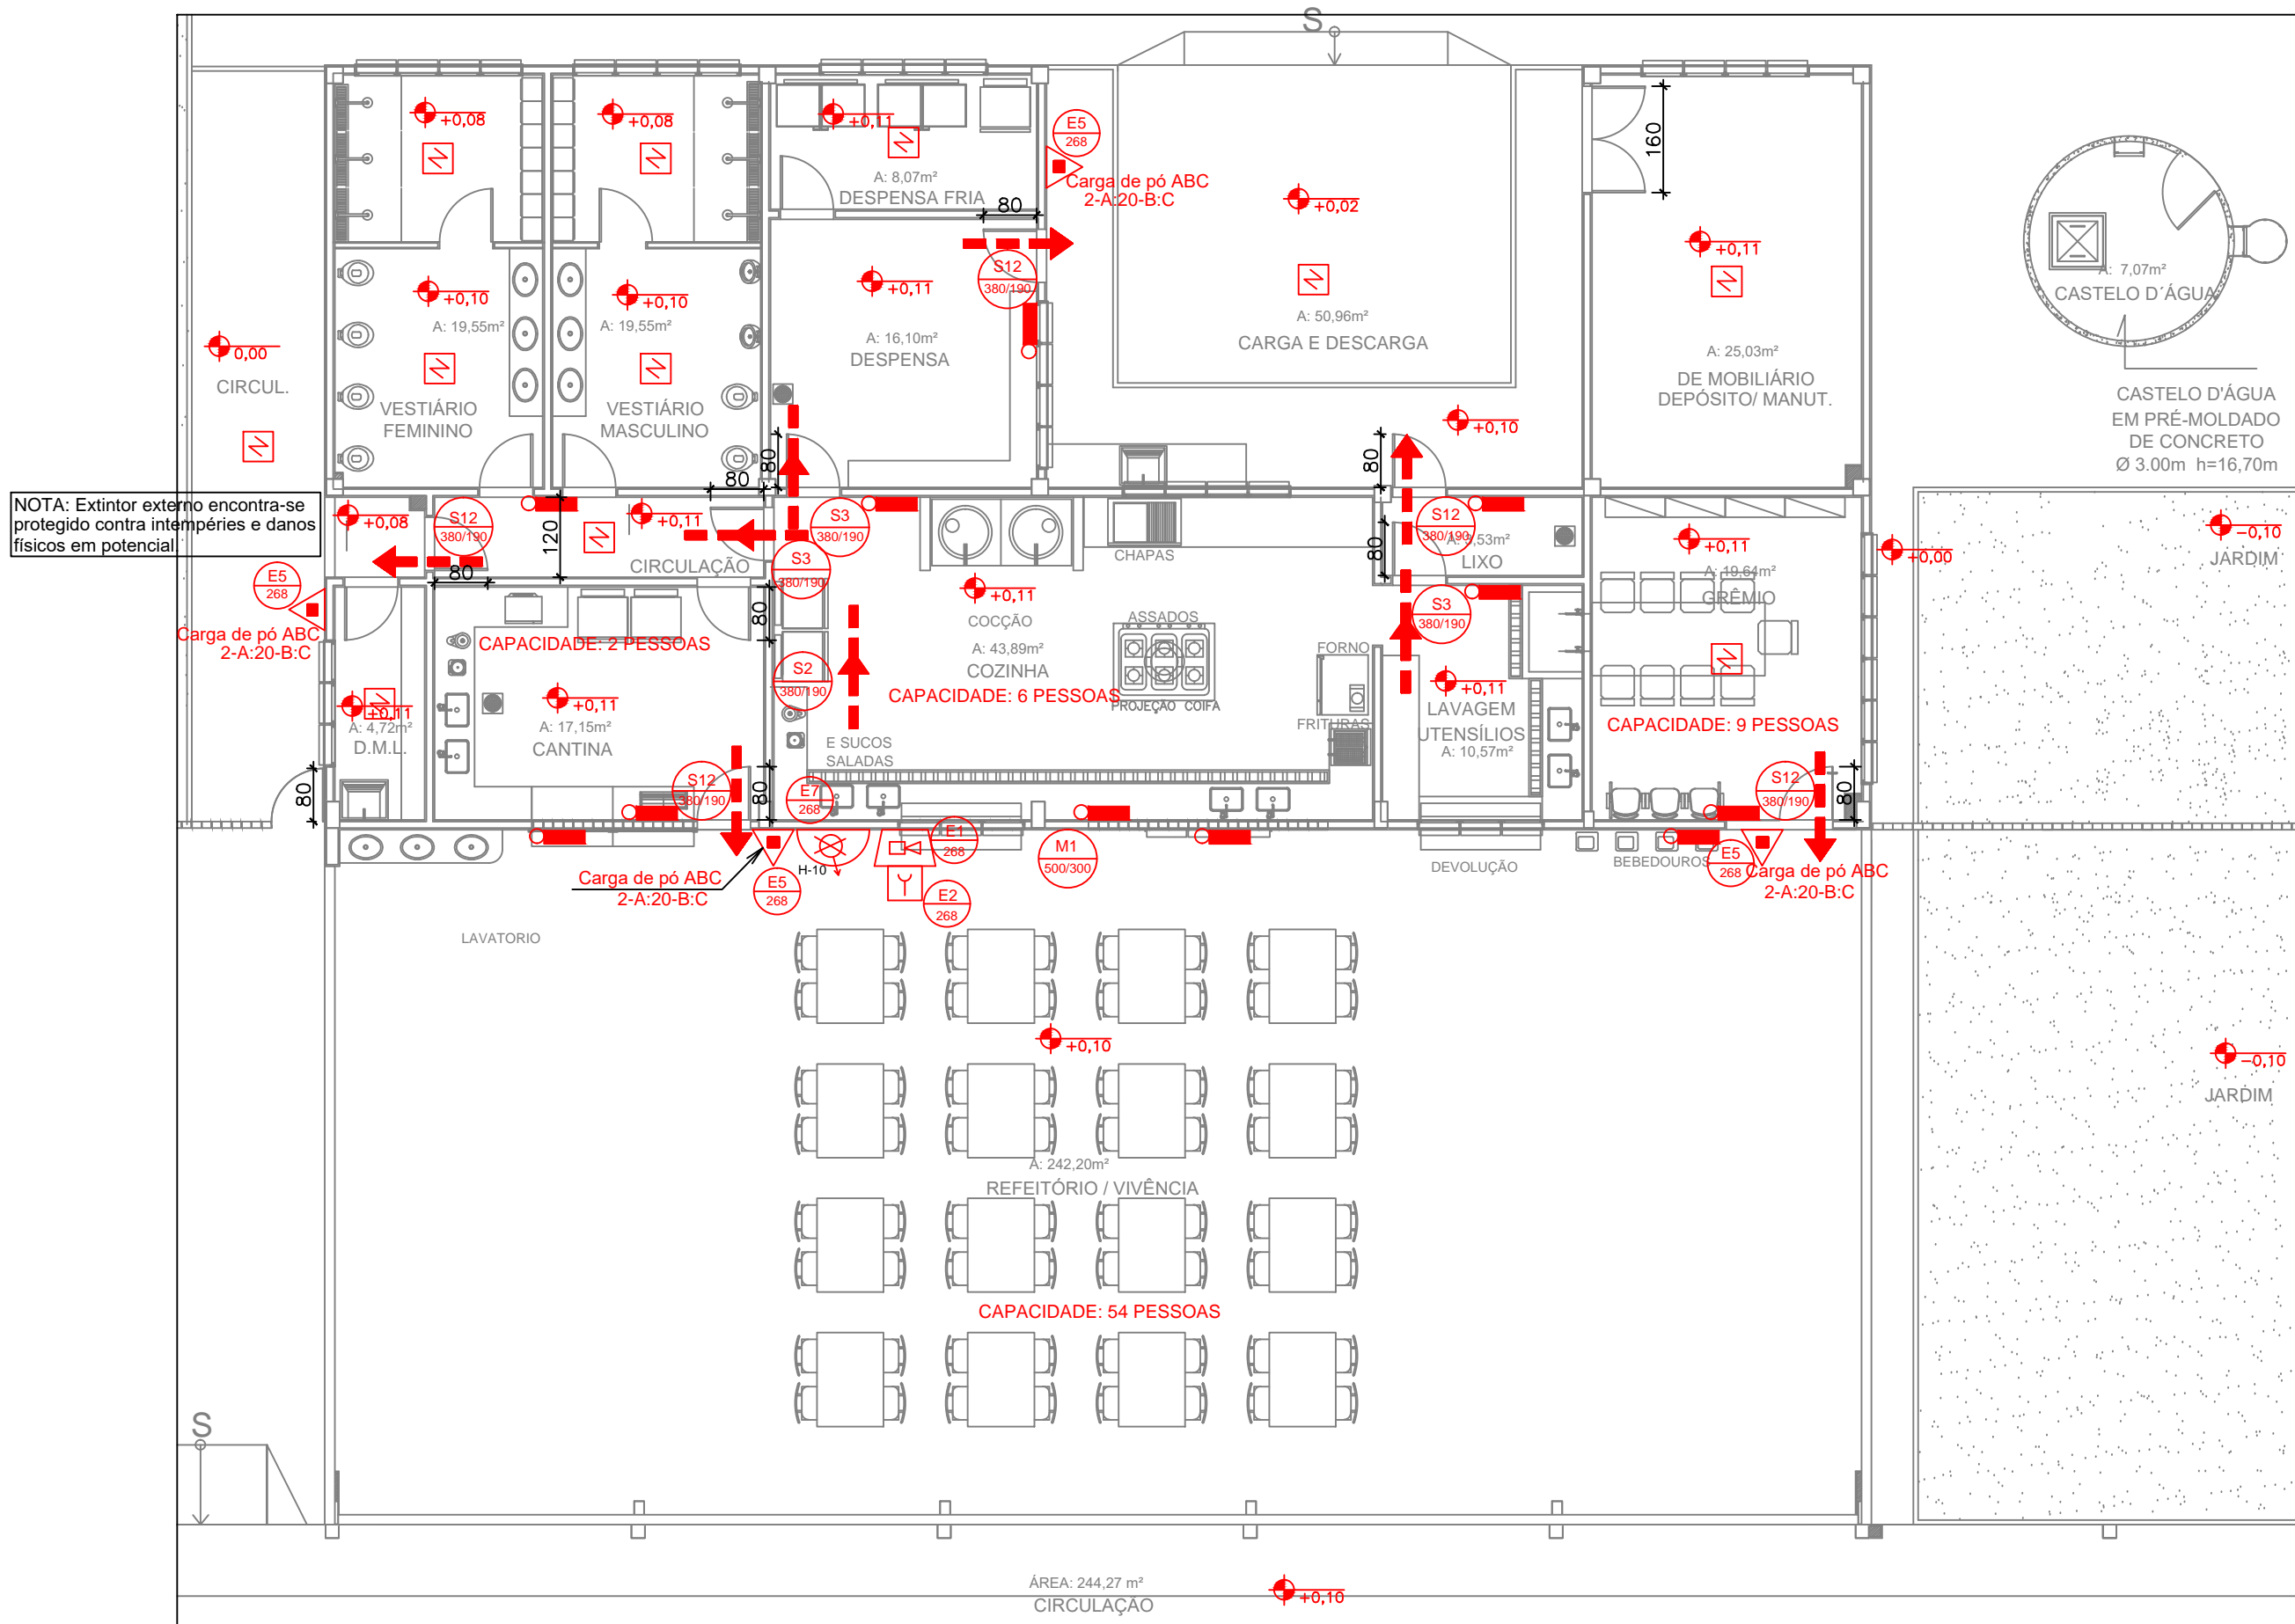 S
+0,08
+0,08
+0,11
E5
268
A: 8,07m²
DESPENSA FRIA
Carga de pó ABC
2-A:20-B:C
80
160
+0,02
+0,11
S12
380/190
+0,11
+0,10
+0,10
A: 19,55m²
A: 19,55m²
A: 16,10m²
DESPENSA
A: 50,96m²
CARGA E DESCARGA
A: 25,03m²
DE MOBILIÁRIO
DEPÓSITO/ MANUT.
A: 7,07m²
CASTELO D´ÁGUA
0,00
CIRCUL.
VESTIÁRIO
FEMININO
VESTIÁRIO
MASCULINO
CASTELO D'ÁGUA
EM PRÉ-MOLDADO
DE CONCRETO
Ø 3.00m h=16,70m
+0,10
80
80
80
NOTA: Extintor externo encontra-se
protegido contra intempéries e danos
físicos em potencial.
+0,08
S12
380/190
+0,11
120
80
CIRCULAÇÃO
S3
380/190
S3
380/190
CHAPAS
S12
380/190
80
LIXO
+0,11
A: 19,64m²
GRÊMIO
+0,00
-0,10
JARDIM
E5
268
Carga de pó ABC
2-A:20-B:C
CAPACIDADE: 2 PESSOAS
80
+0,11
COCÇÃO
A: 43,89m²
COZINHA
CAPACIDADE: 6 PESSOAS
ASSADOS
PROJEÇÃO COIFA
FORNO
FRITURAS
S3
380/190
S2
380/190
+0,11
LAVAGEM
UTENSÍLIOS
A: 10,57m²
CAPACIDADE: 9 PESSOAS
+0,11
A: 4,72m²
D.M.L.
+0,11
A: 17,15m²
CANTINA
E SUCOS
SALADAS
80
S12
380/190
80
E7
268
S12
380/190
80
E1
268
M1
500/300
H-10
E2
268
E5
268
Carga de pó ABC
2-A:20-B:C
DEVOLUÇÃO
BEBEDOUROS
E5
268
Carga de pó ABC
2-A:20-B:C
LAVATORIO
+0,10
-0,10
JARDIM
A: 242,20m²
REFEITÓRIO / VIVÊNCIA
CAPACIDADE: 54 PESSOAS
S
ÁREA: 244,27 m²
CIRCULAÇÃO
+0,10